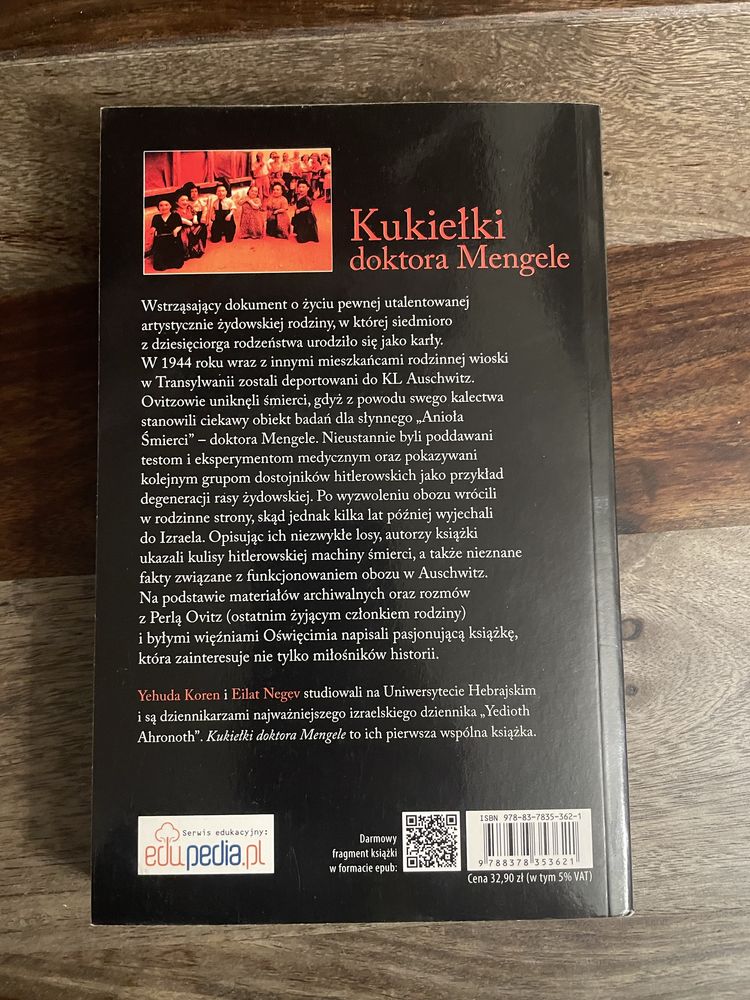 Kukiełki
doktora Mengele
Wstrząsający dokument o życiu pewnej utalentowanej
artystycznie żydowskiej rodziny, w której siedmioro
z dziesięciorga rodzeństwa urodziło się jako karły.
W 1944 roku wraz z innymi mieszkańcami rodzinnej wioski
w Transylwanii zostali deportowani do KL Auschwitz.
Ovitzowie uniknęli śmierci, gdyż z powodu swego kalectwa
stanowili ciekawy obiekt badań dla słynnego „Anioła
Śmierci” – doktora Mengele. Nieustannie byli poddawani
testom i eksperymentom medycznym oraz pokazywani
kolejnym grupom dostojników hitlerowskich jako przykład
degeneracji rasy żydowskiej. Po wyzwoleniu obozu wrócili
w rodzinne strony, skąd jednak kilka lat później wyjechali
do Izraela. Opisując ich niezwykłe losy, autorzy książki
ukazali kulisy hitlerowskiej machiny śmierci, a także nieznane
fakty związane z funkcjonowaniem obozu w Auschwitz.
Na podstawie materiałów archiwalnych oraz rozmów
z Perlą Ovitz (ostatnim żyjącym członkiem rodziny)
i byłymi więźniami Oświęcimia napisali pasjonującą książkę,
która zainteresuje nie tylko miłośników historii.
Yehuda Koren i Eilat Negev studiowali na Uniwersytecie Hebrajskim
i są dziennikarzami najważniejszego izraelskiego dziennika „Yedioth
Ahronoth”. Kukiełki doktora Mengele to ich pierwsza wspólna książka.
Serwis edukacyjny:
edupedia.pl
Darmowy
fragment książki
w formacie epub:
ISBN 978-83-7835-362-1
9 788378 353621
Cena 32,90 zł (w tym 5% VAT)